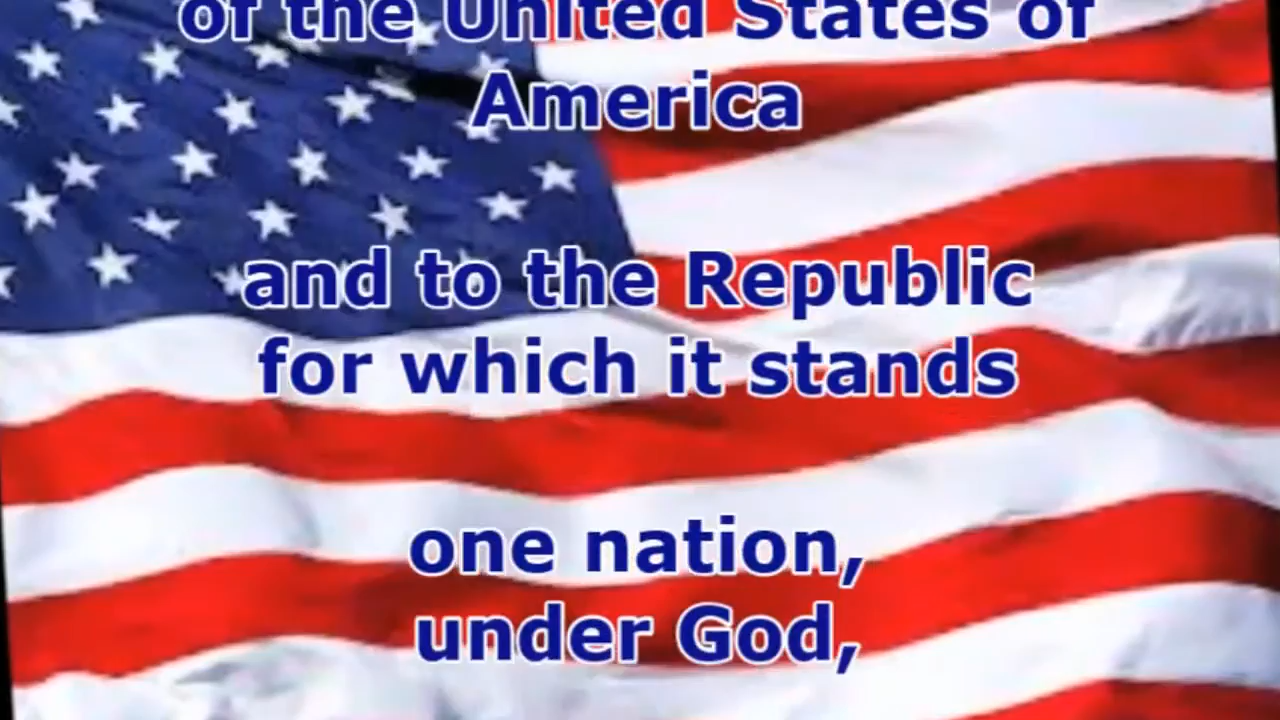 of the United States of
America
and to the Republic
for which it stands
one nation,
under God,